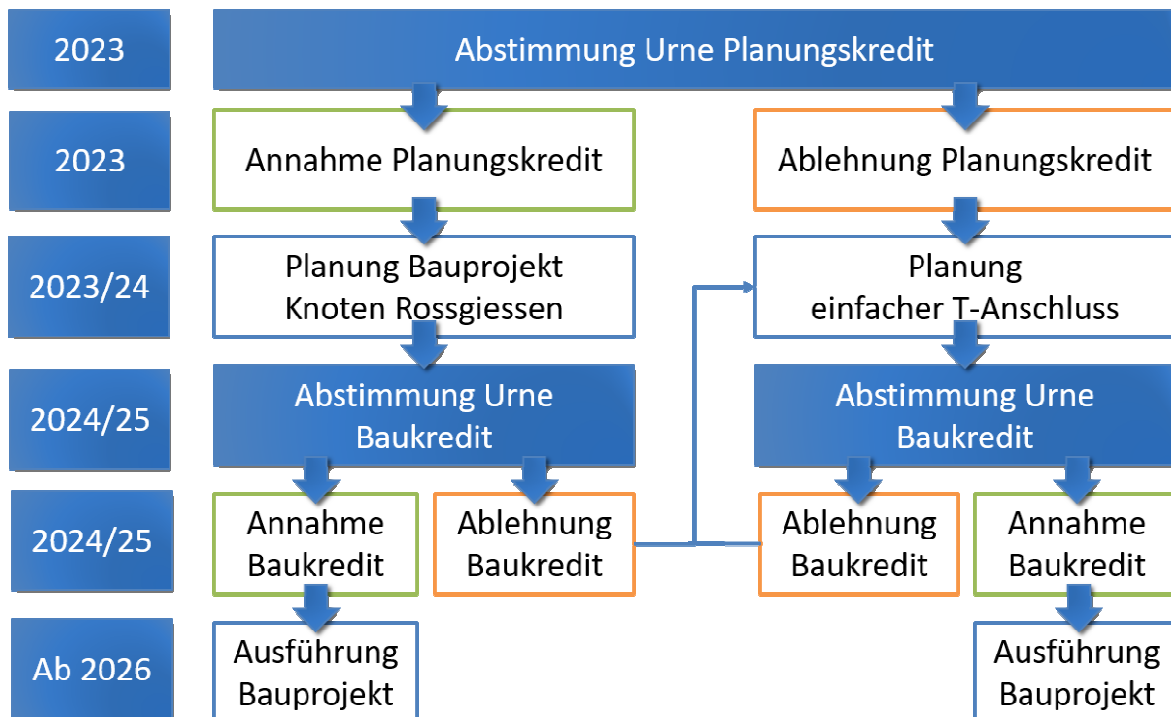 2023
Abstimmung Urne Planungskredit
2023
Annahme Planungskredit
Ablehnung Planungskredit
2023/24
Planung Bauprojekt
Knoten Rossgiessen
Planung
einfacher T-Anschluss
2024/25
Abstimmung Urne
Baukredit
Abstimmung Urne
Baukredit
2024/25
Annahme
Baukredit
Ablehnung
Baukredit
Ablehnung
Baukredit
Annahme
Baukredit
Ab 2026
Ausführung
Bauprojekt
Ausführung
Bauprojekt